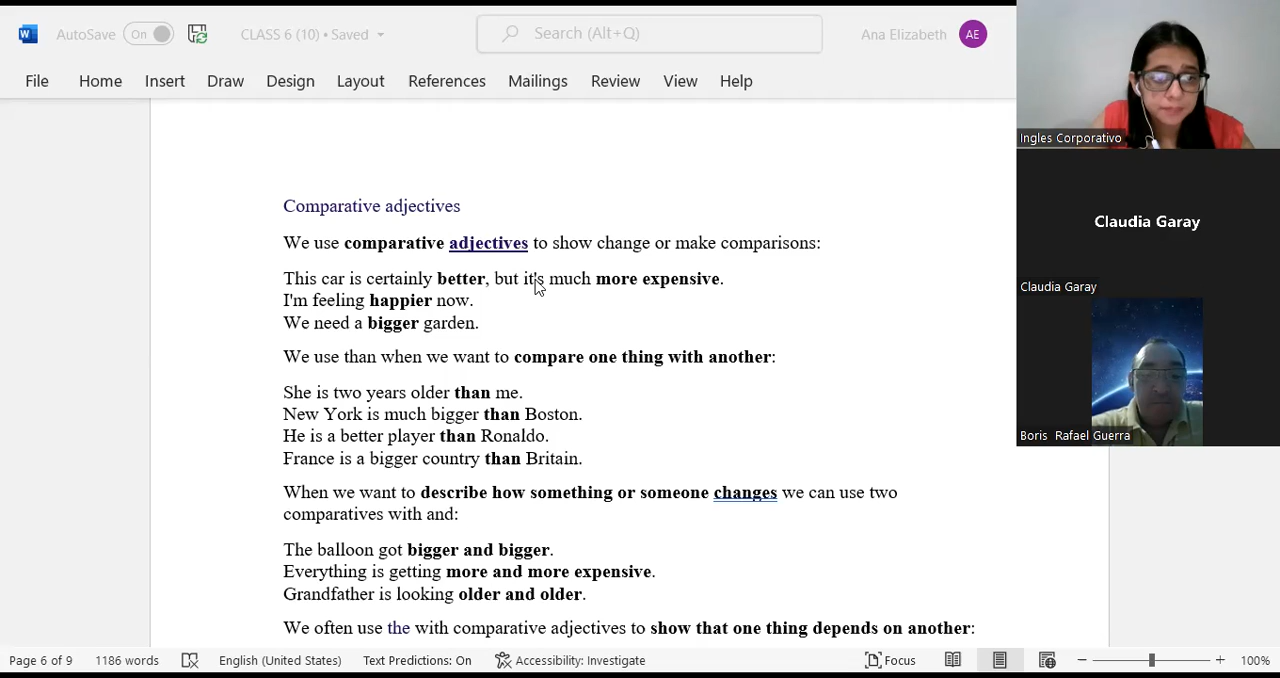 AutoSave On CLASS 6 (10) • Saved Search (Alt+Q) Ana Elizabeth AE
File Home Insert Draw Design Layout References Mailings Review View Help
Ingles Corporativo
Claudia Garay
Claudia Garay
Boris Rafael Guerra
Comparative adjectives
We use comparative adjectives to show change or make comparisons:
This car is certainly better, but it's much more expensive.
I'm feeling happier now.
We need a bigger garden.
We use than when we want to compare one thing with another:
She is two years older than me.
New York is much bigger than Boston.
He is a better player than Ronaldo.
France is a bigger country than Britain.
When we want to describe how something or someone changes we can use two
comparatives with and:
The balloon got bigger and bigger.
Everything is getting more and more expensive.
Grandfather is looking older and older.
We often use the with comparative adjectives to show that one thing depends on another:
Page 6 of 9 1186 words English (United States) Text Predictions: On Accessibility: Investigate Focus 100%